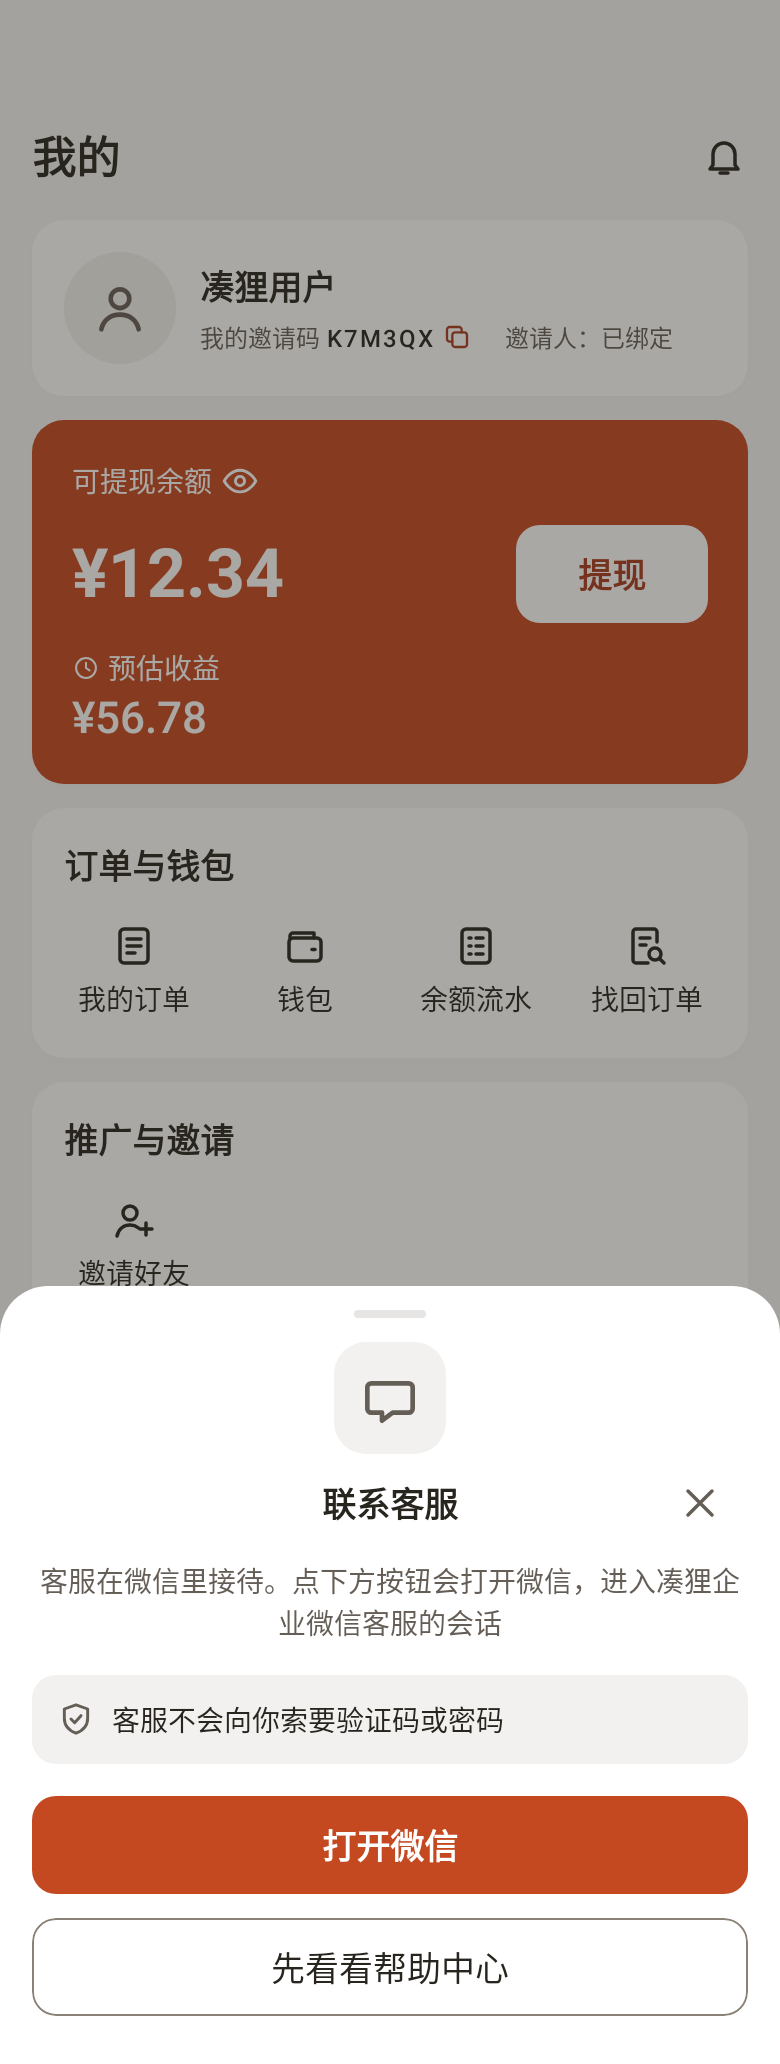 我的
凑狸用户
我的邀请码 K7M3QX 邀请人：已绑定
可提现余额
¥12.34
提现
预估收益
¥56.78
订单与钱包
我的订单 钱包 余额流水 找回订单
推广与邀请
邀请好友
联系客服
客服在微信里接待。点下方按钮会打开微信，进入凑狸企
业微信客服的会话
客服不会向你索要验证码或密码
打开微信
先看看帮助中心